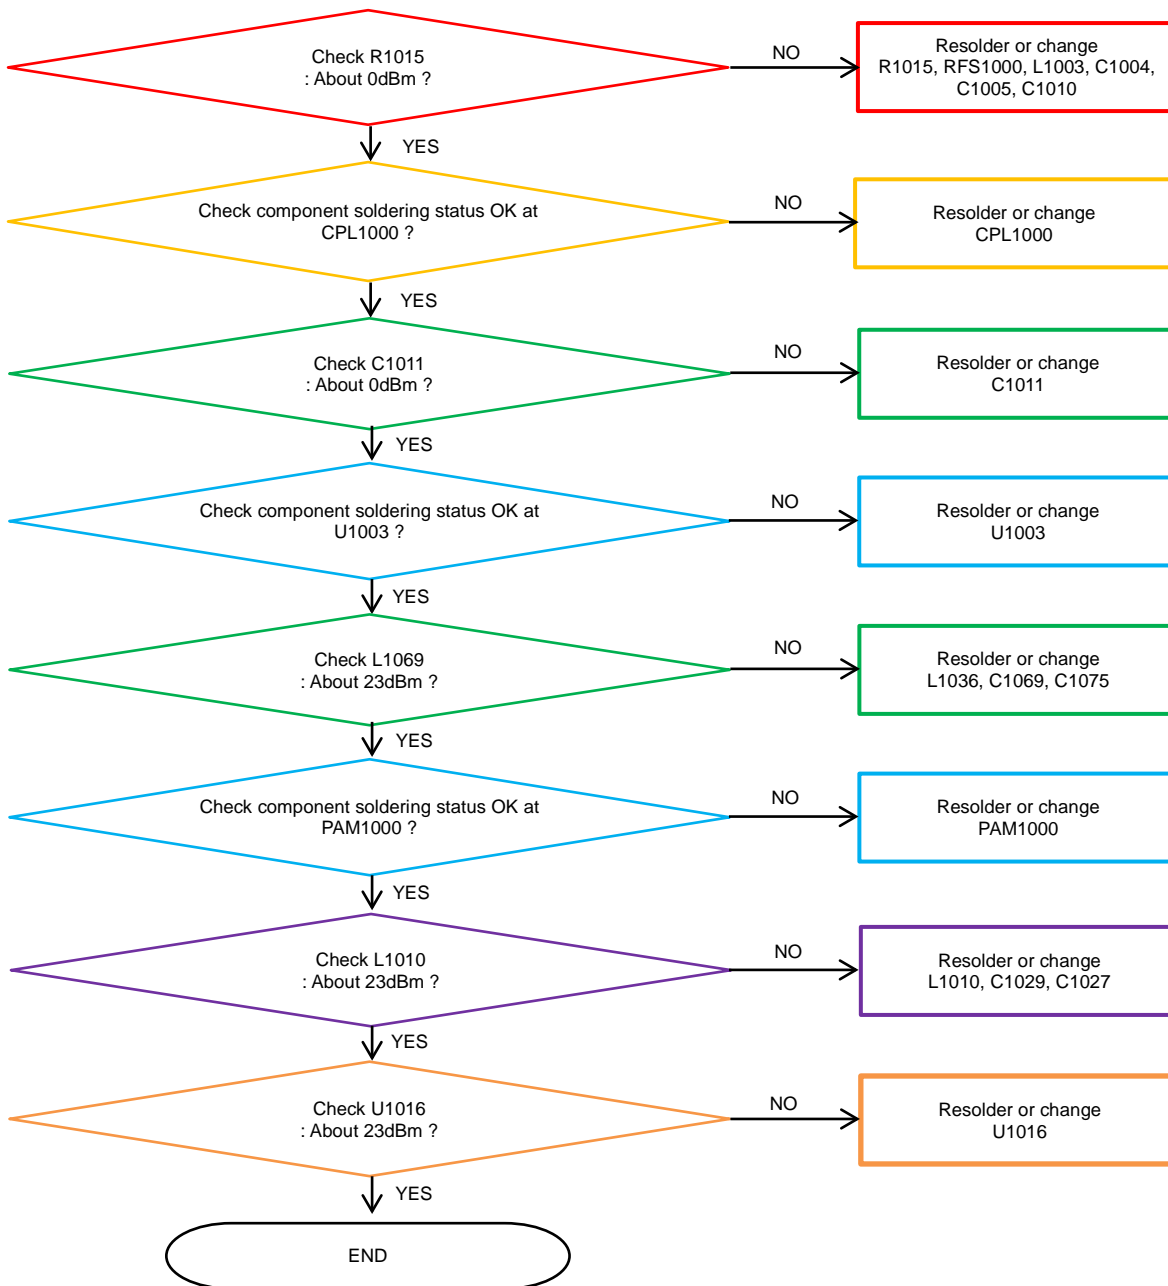 Check R1015
: About 0dBm ?
NO
Resolder or change
R1015, RFS1000, L1003, C1004,
C1005, C1010
YES
Check component soldering status OK at
CPL1000 ?
NO
Resolder or change
CPL1000
YES
Check C1011
: About 0dBm ?
NO
Resolder or change
C1011
YES
Check component soldering status OK at
U1003 ?
NO
Resolder or change
U1003
YES
Check L1069
: About 23dBm ?
NO
Resolder or change
L1036, C1069, C1075
YES
Check component soldering status OK at
PAM1000 ?
NO
Resolder or change
PAM1000
YES
Check L1010
: About 23dBm ?
NO
Resolder or change
L1010, C1029, C1027
YES
Check U1016
: About 23dBm ?
NO
Resolder or change
U1016
YES
END